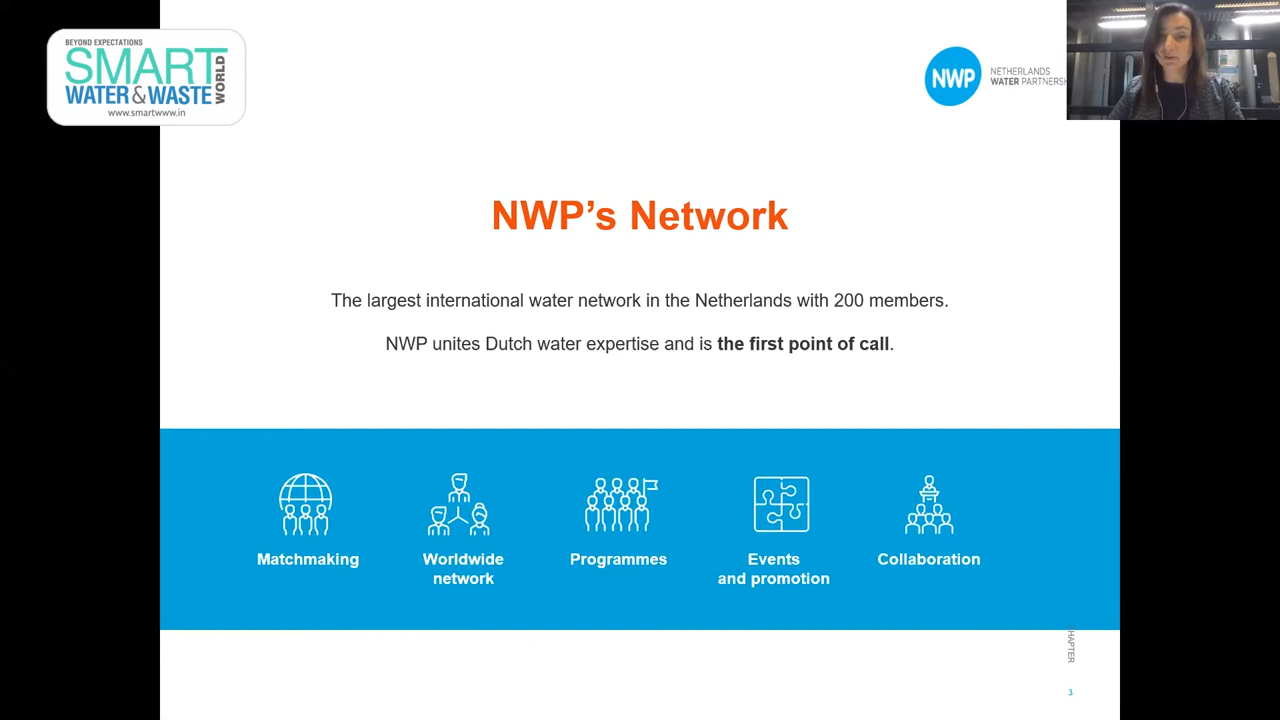 BEYOND EXPECTATIONS
SMART
WATER & WASTE
WORLD
www.smartwww.in
NWP
NETHERLANDS
WATER PARTNERSH
NWP's Network
The largest international water network in the Netherlands with 200 members.
NWP unites Dutch water expertise and is the first point of call.
Matchmaking
Worldwide
network
Programmes
Events
and promotion
Collaboration
HAPTER
3